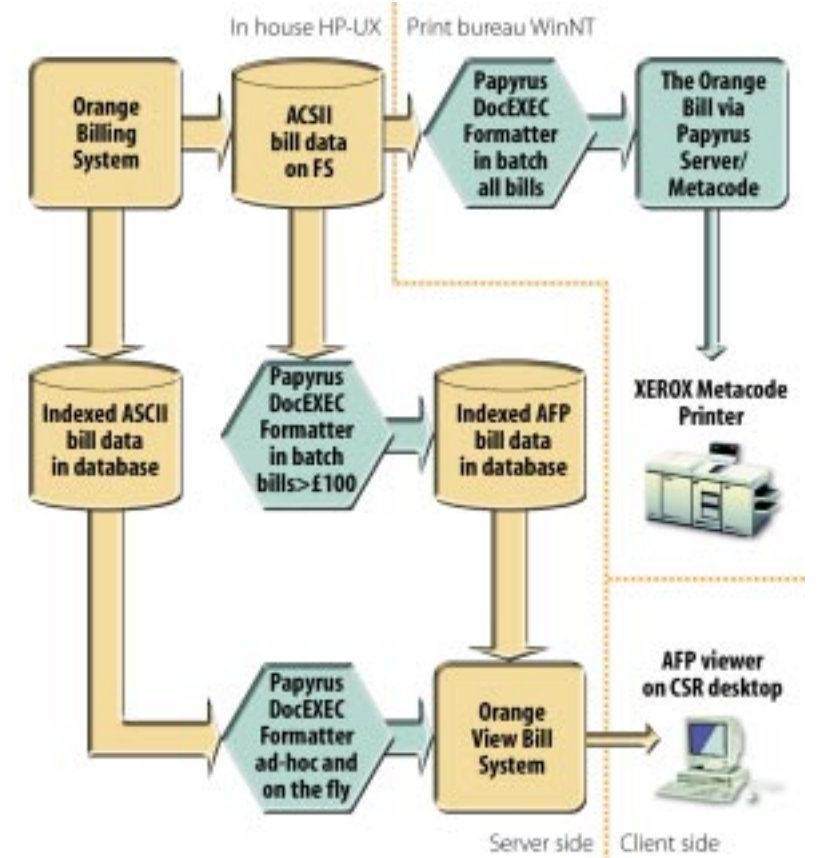 In house HP-UX
Print bureau WinNT
Orange
Billing
System
ACSII
bill data
on FS
Papyrus
DocEXEC
Formatter
in batch
all bills
The Orange
Bill via
Papyrus
Server/
Metacode
Indexed ASCII
bill data
in database
Papyrus
DocEXEC
Formatter
in batch
bills>£100
Indexed AFP
bill data
in database
XEROX Metacode
Printer
Papyrus
DocEXEC
Formatter
ad-hoc and
on the fly
Orange
View Bill
System
AFP viewer
on CSR desktop
Server side
Client side